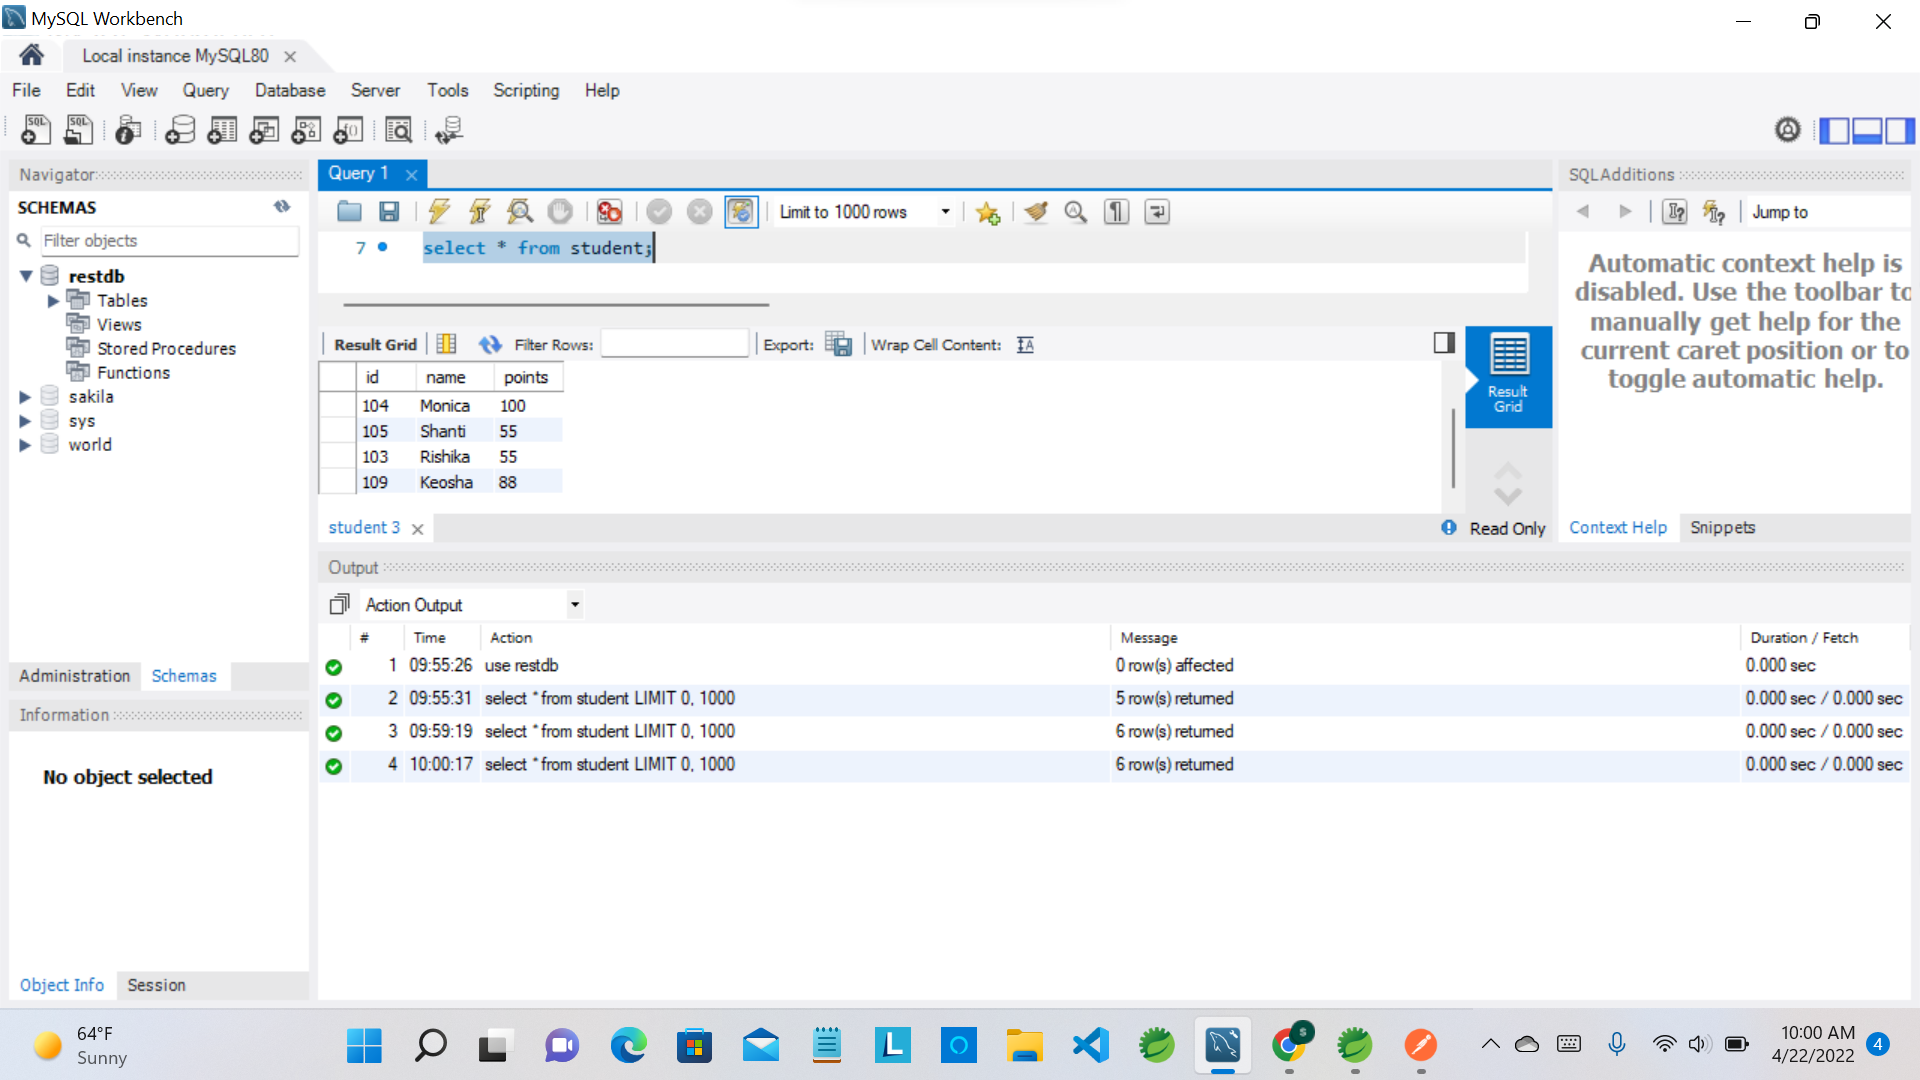 MySQL Workbench
Local instance MySQL80
File Edit View Query Database Server Tools Scripting Help
Navigator
SCHEMAS
Filter objects
restdb
Tables
Views
Stored Procedures
Functions
sakila
sys
world
Administration Schemas
Information
No object selected
Object Info Session
Query 1
Limit to 1000 rows
7 select * from student;
Result Grid Filter Rows: Export: Wrap Cell Content:
id name points
104 Monica 100
105 Shanti 55
103 Rishika 55
109 Keosha 88
Result
Grid
student 3
Read Only
SQLAdditions
Jump to
Automatic context help is
disabled. Use the toolbar to
manually get help for the
current caret position or to
toggle automatic help.
Context Help Snippets
Output
Action Output
# Time Action Message Duration / Fetch
1 09:55:26 use restdb 0 row(s) affected 0.000 sec
2 09:55:31 select * from student LIMIT 0, 1000 5 row(s) returned 0.000 sec / 0.000 sec
3 09:59:19 select * from student LIMIT 0, 1000 6 row(s) returned 0.000 sec / 0.000 sec
4 10:00:17 select * from student LIMIT 0, 1000 6 row(s) returned 0.000 sec / 0.000 sec
64°F
Sunny
10:00 AM
4/22/2022
4